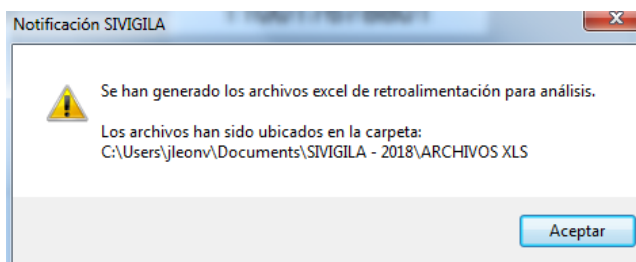 Notificación SIVIGILA
Se han generado los archivos excel de retroalimentación para análisis.
Los archivos han sido ubicados en la carpeta:
C:\Users\jleonv\Documents\SIVIGILA - 2018\ARCHIVOS XLS
Aceptar